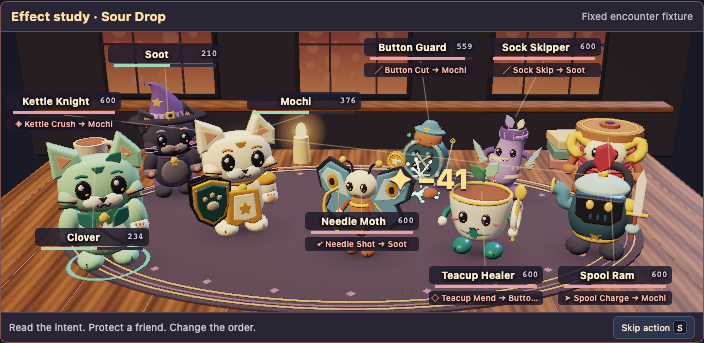 Effect study · Sour Drop
Fixed encounter fixture
Soot 210
Button Guard 559
Button Cut → Mochi
Sock Skipper 600
Sock Skip → Soot
Kettle Knight 600
Kettle Crush → Mochi
Mochi 376
−41
Clover 234
Needle Moth 600
Needle Shot → Soot
Teacup Healer 600
Teacup Mend → Butto...
Spool Ram 600
Spool Charge → Mochi
Read the intent. Protect a friend. Change the order.
Skip action S